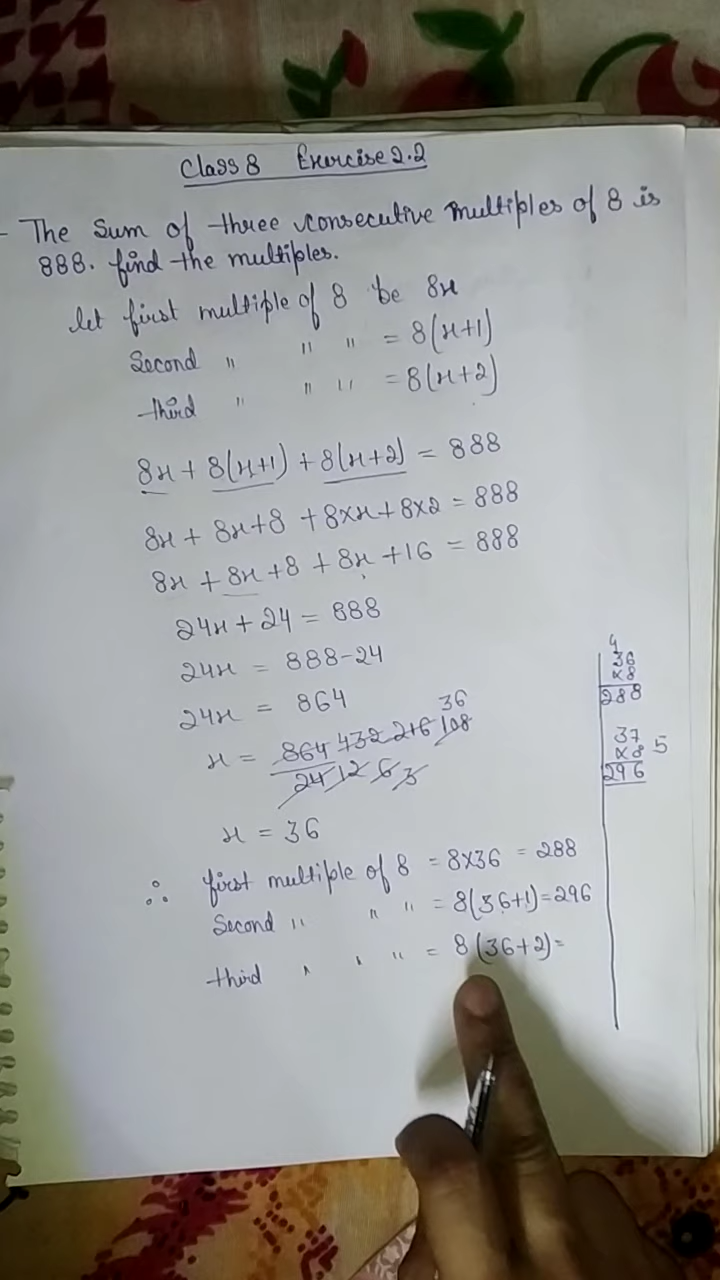 Class 8 Exercise 2.2
- The sum of three consecutive multiples of 8 is
888. find the multiples.
let first multiple of 8 be 8x
Second " " " = 8(x+1)
third " " " = 8(x+2)
8x + 8(x+1) + 8(x+2) = 888
8x + 8x+8 + 8×x + 8×2 = 888
8x + 8x + 8 + 8x + 16 = 888
24x + 24 = 888
24x = 888-24
24x = 864
36
x = 864 432 216 108
24 12 6 3
x = 36
∴ first multiple of 8 = 8×36 = 288
Second " " " = 8(36+1)=296
third " " " = 8(36+2)=
4
36
×8
288
37
×8 5
296